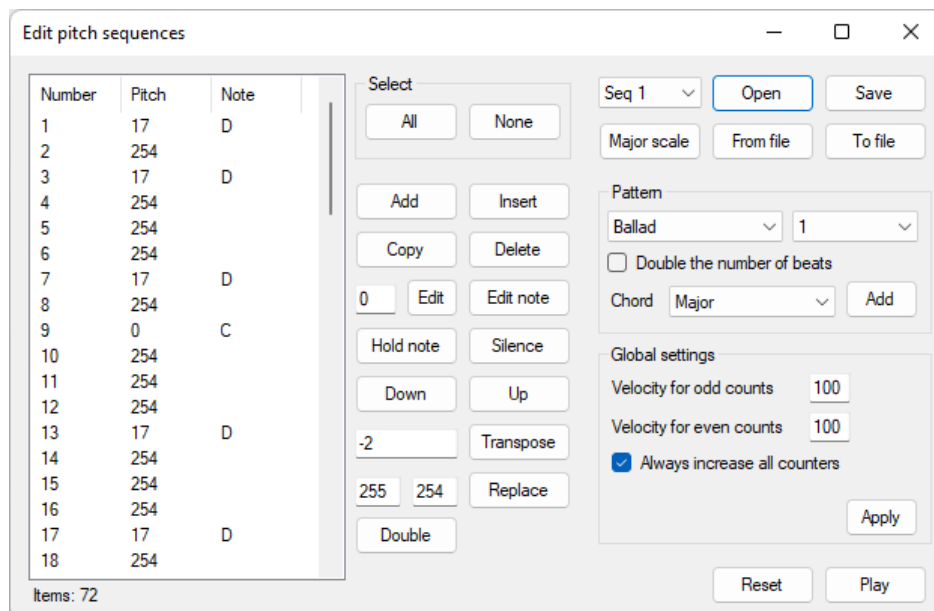 Edit pitch sequences
Number Pitch Note
1 17 D
2 254
3 17 D
4 254
5 254
6 254
7 17 D
8 254
9 0 C
10 254
11 254
12 254
13 17 D
14 254
15 254
16 254
17 17 D
18 254
Items: 72
Select
All None
Add Insert
Copy Delete
0 Edit Edit note
Hold note Silence
Down Up
-2 Transpose
255 254 Replace
Double
Seq 1 Open Save
Major scale From file To file
Pattern
Ballad 1
Double the number of beats
Chord Major Add
Global settings
Velocity for odd counts 100
Velocity for even counts 100
Always increase all counters
Apply
Reset Play